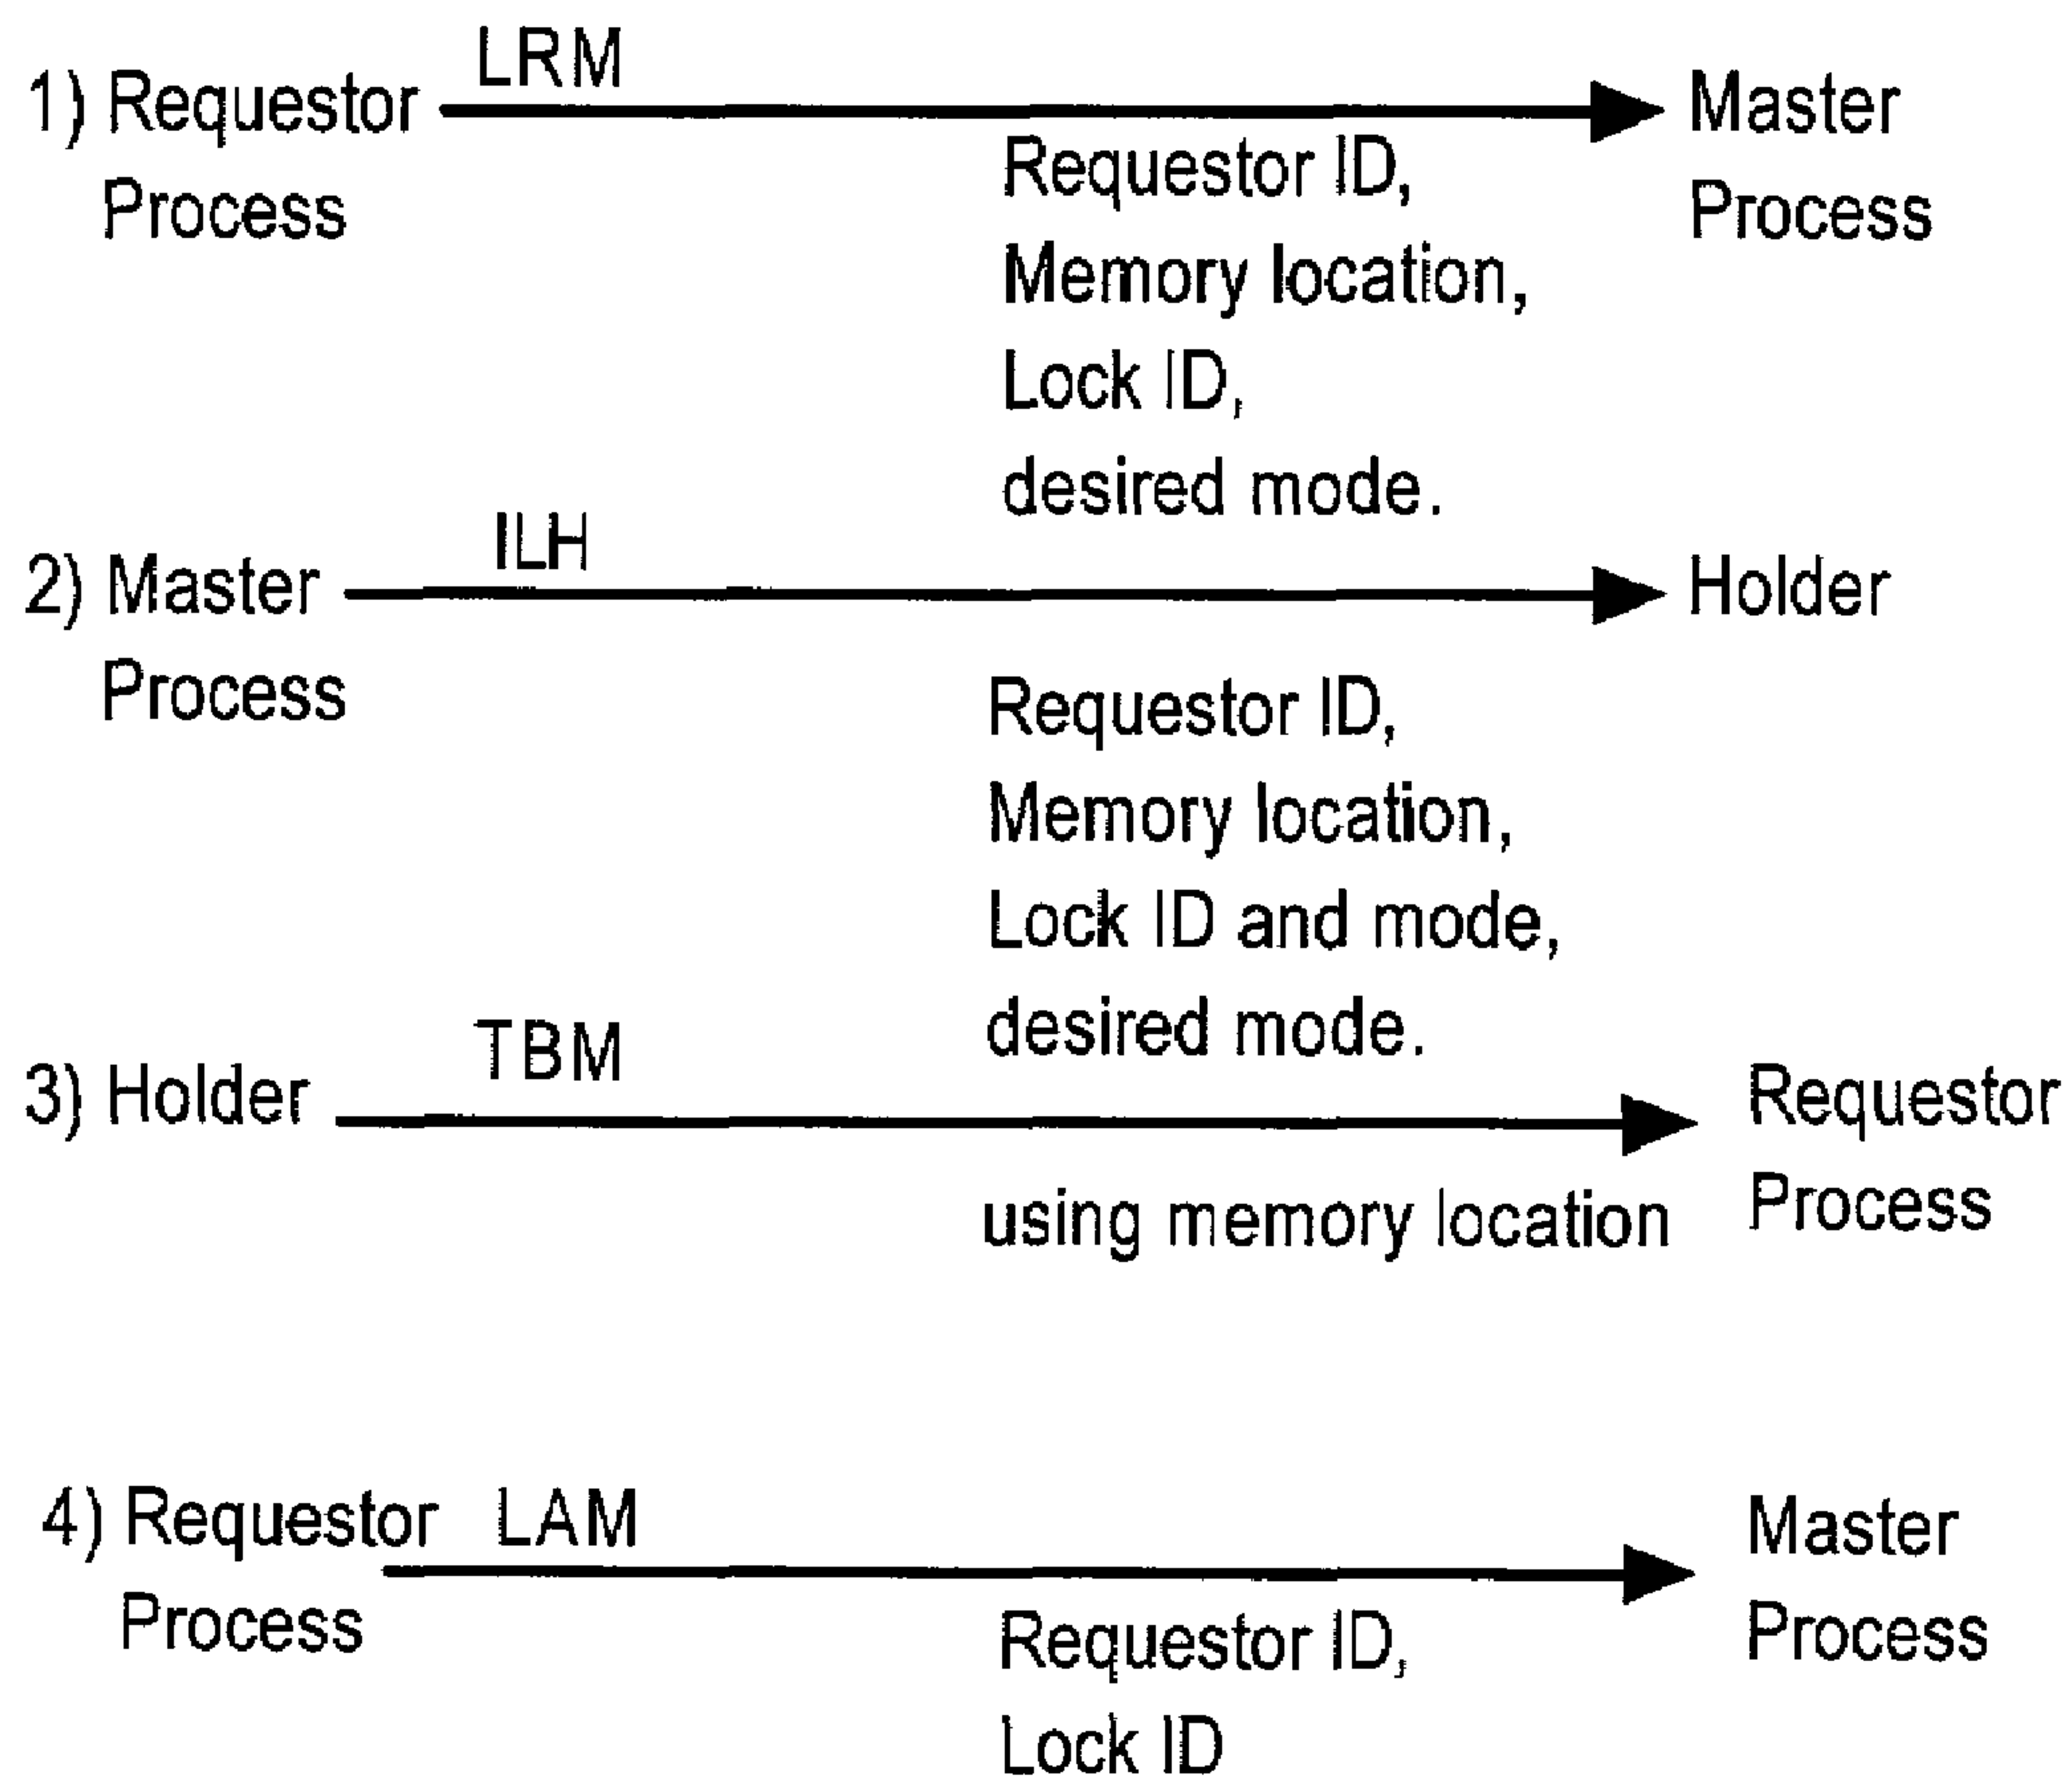 LRM
1) Requestor Process
Master Process
Requestor ID,
Memory location,
Lock ID,
desired mode.
ILH
2) Master Process
Holder
Requestor ID,
Memory location,
Lock ID and mode,
desired mode.
TBM
3) Holder
Requestor Process
using memory location
4) Requestor Process
LAM
Master Process
Requestor ID,
Lock ID